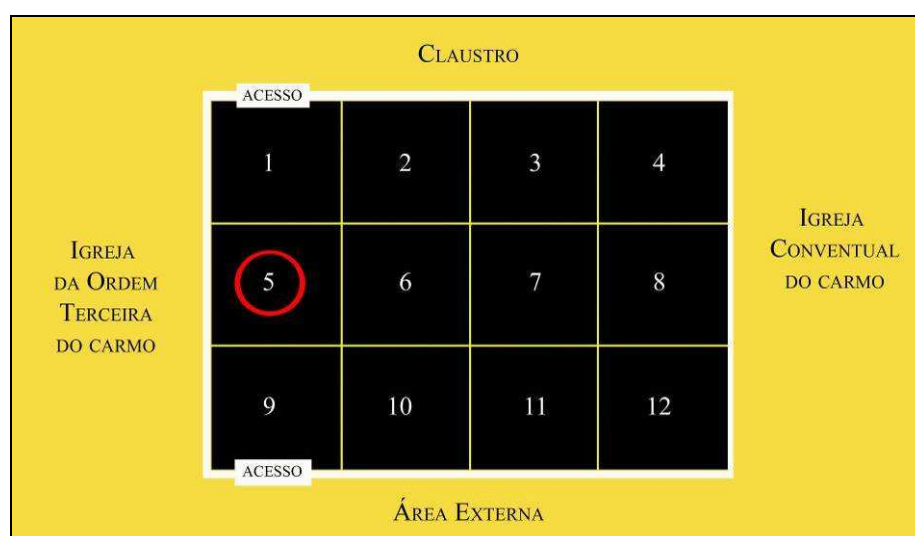 Claustro
ACESSO
1 2 3 4
Igreja
da Ordem
Terceira
do carmo
5 6 7 8
Igreja
Conventual
do carmo
9 10 11 12
ACESSO
Área Externa